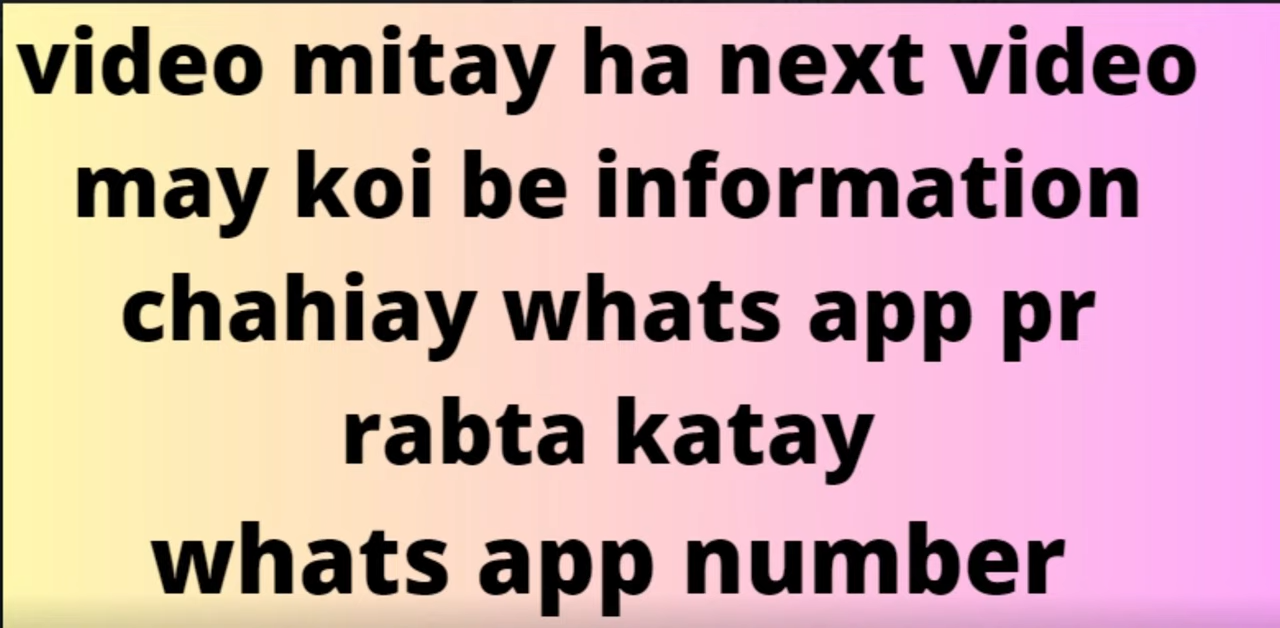 video mitay ha next video
may koi be information
chahiay whats app pr
rabta katay
whats app number